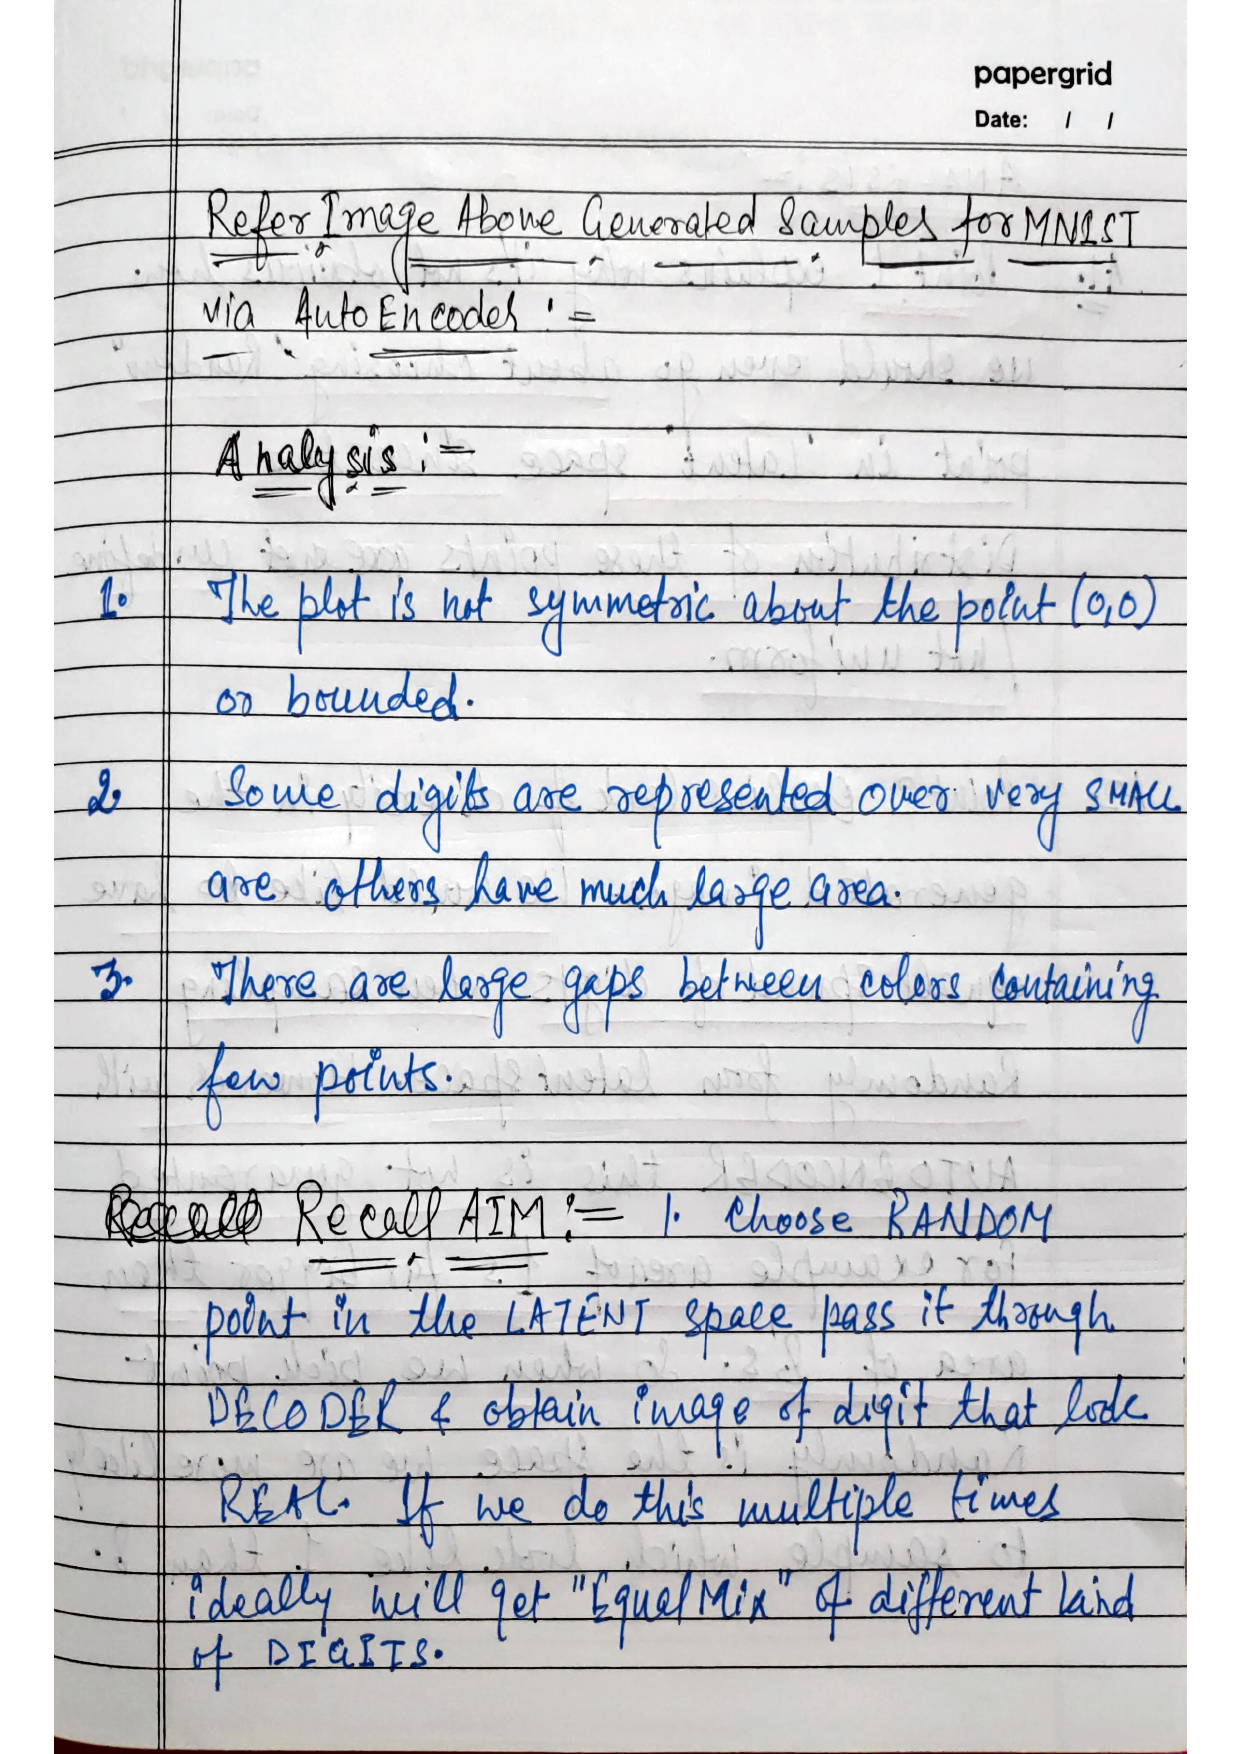 papergrid
Date: / /
Refer Image Above Generated Samples for MNIST
via AutoEncoder :=
Analysis :=
1. The plot is not symmetric about the point (0,0)
or bounded.
2. Some digits are represented over very SMALL
are others have much large area.
3. There are large gaps between colors containing
few points.
Recall Recall AIM := 1. Choose RANDOM
point in the LATENT space pass it through
DECODER & obtain image of digit that look
REAL. If we do this multiple times
ideally will get "Equal Mix" of different kind
of DIGITS.